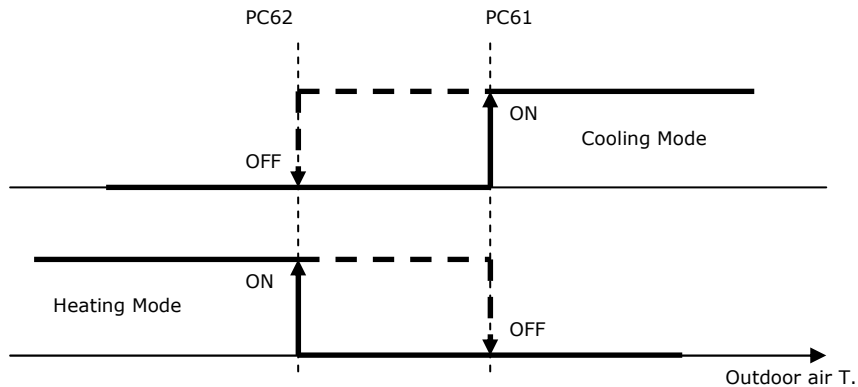 PC62
PC61
ON
Cooling Mode
OFF
ON
Heating Mode
OFF
Outdoor air T.